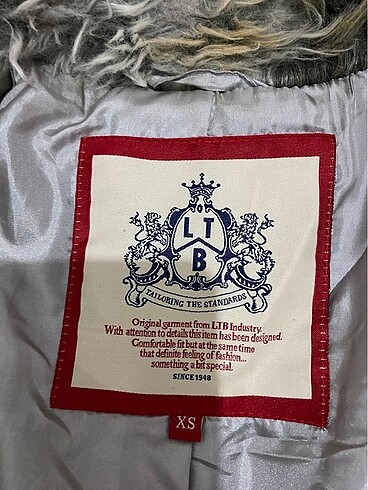 L T
B
TAILORING THE STANDARDS
Original garment from LTB Industry.
With attention to details this item has been designed.
Comfortable fit but at the same time
that definite feeling of fashion...
something a bit special.
SINCE 1948
XS